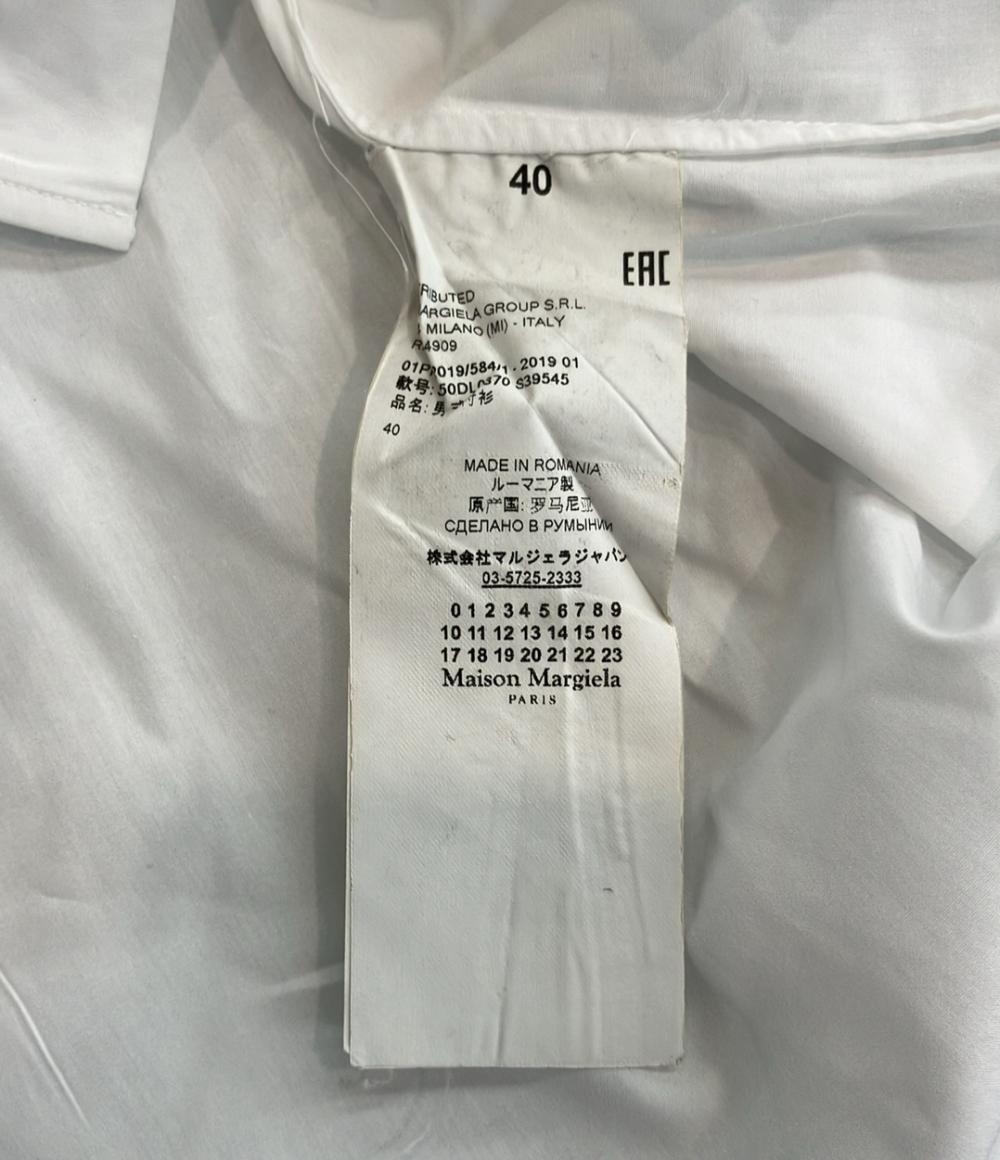 40
EAC
RIBUTED
ARGIELA GROUP S.R.L.
MILANO (MI) - ITALY
R.4909
2019 01
款号: S39545
品名: 男 衫
40
MADE IN ROMANIA
ルーマニア製
原产国: 罗马尼亚
СДЕЛАНО В РУМЫНИИ
株式会社マルジェラジャパン
03-5725-2333
0 1 2 3 4 5 6 7 8 9
10 11 12 13 14 15 16
17 18 19 20 21 22 23
Maison Margiela
PARIS